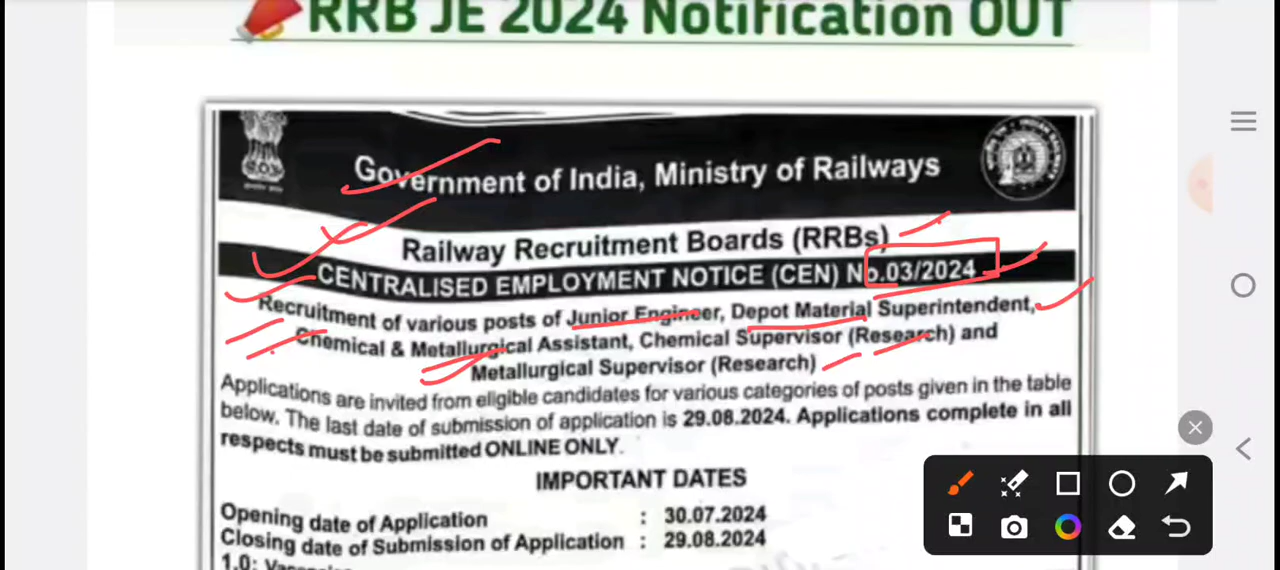 RRB JE 2024 Notification OUT
Government of India, Ministry of Railways
Railway Recruitment Boards (RRBs)
CENTRALISED EMPLOYMENT NOTICE (CEN) No.03/2024
Recruitment of various posts of Junior Engineer, Depot Material Superintendent,
Chemical & Metallurgical Assistant, Chemical Supervisor (Research) and
Metallurgical Supervisor (Research)
Applications are invited from eligible candidates for various categories of posts given in the table
below. The last date of submission of application is 29.08.2024. Applications complete in all
respects must be submitted ONLINE ONLY.
IMPORTANT DATES
Opening date of Application : 30.07.2024
Closing date of Submission of Application : 29.08.2024
1.0: